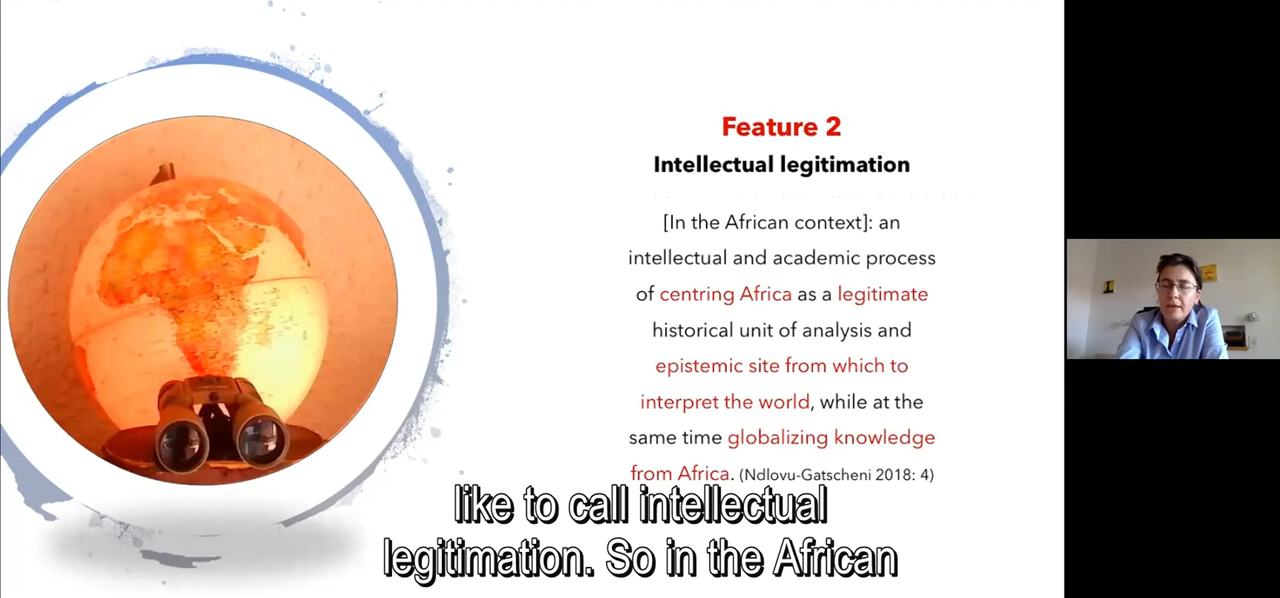 Feature 2
Intellectual legitimation
[In the African context]: an
intellectual and academic process
of centring Africa as a legitimate
historical unit of analysis and
epistemic site from which to
interpret the world, while at the
same time globalizing knowledge
from Africa. (Ndlovu-Gatscheni 2018: 4)
like to call intellectual
legitimation. So in the African